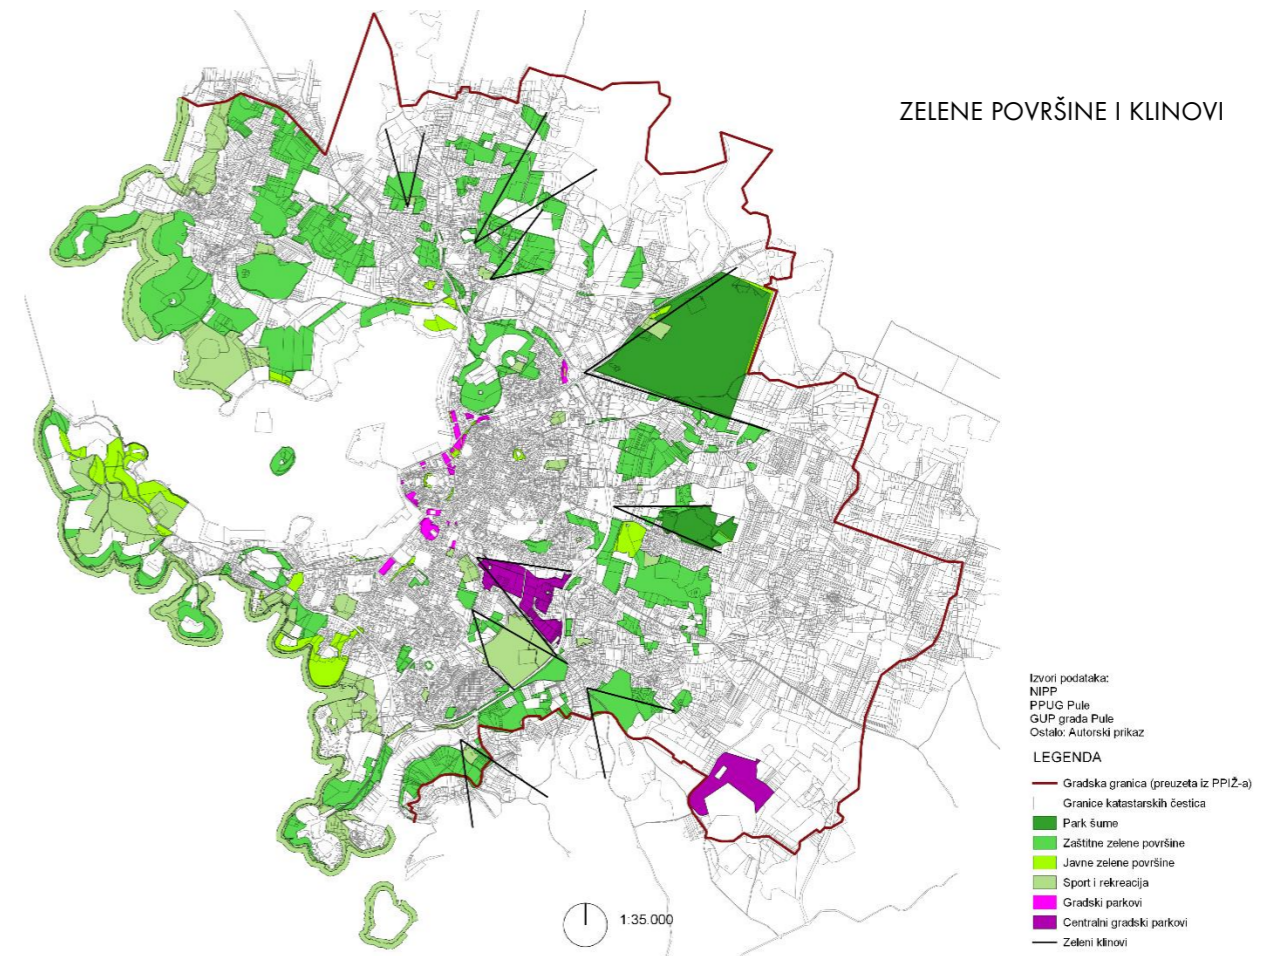 ZELENE POVRŠINE I KLINOVI
Izvori podataka:
NIPP
PPUG Pule
GUP grada Pule
Ostalo: Autorski prikaz
LEGENDA
Gradska granica (preuzeta iz PPIŽ-a)
Granice katastarskih čestica
Park šume
Zaštitne zelene površine
Javne zelene površine
Sport i rekreacija
Gradski parkovi
Centralni gradski parkovi
Zeleni klinovi
1:35.000